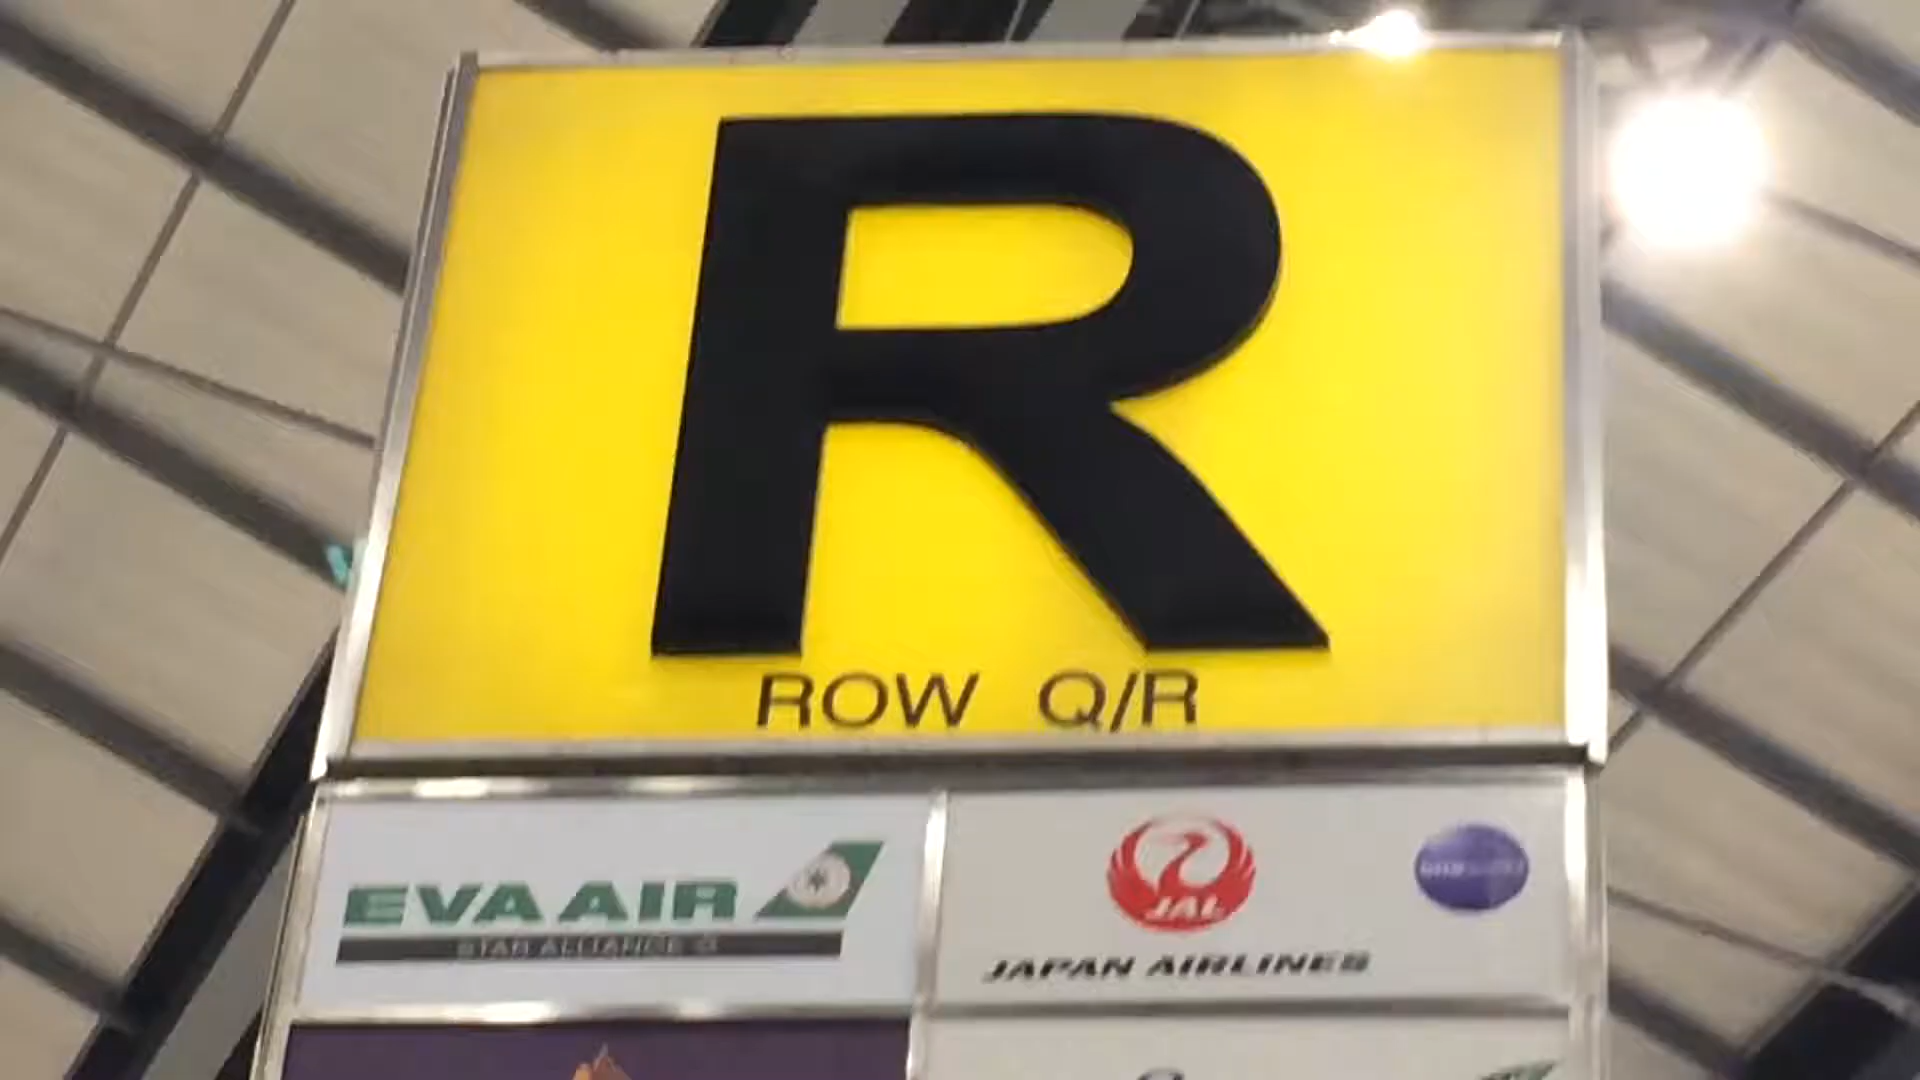 R
ROW Q/R
EVA AIR
STAR ALLIANCE
JAL
JAPAN AIRLINES